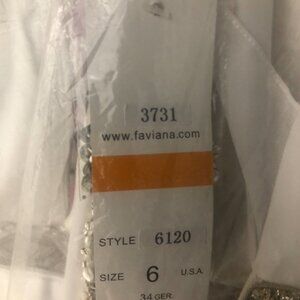 3731
www.faviana.com
STYLE 6120
SIZE 6 U.S.A
34 GER.